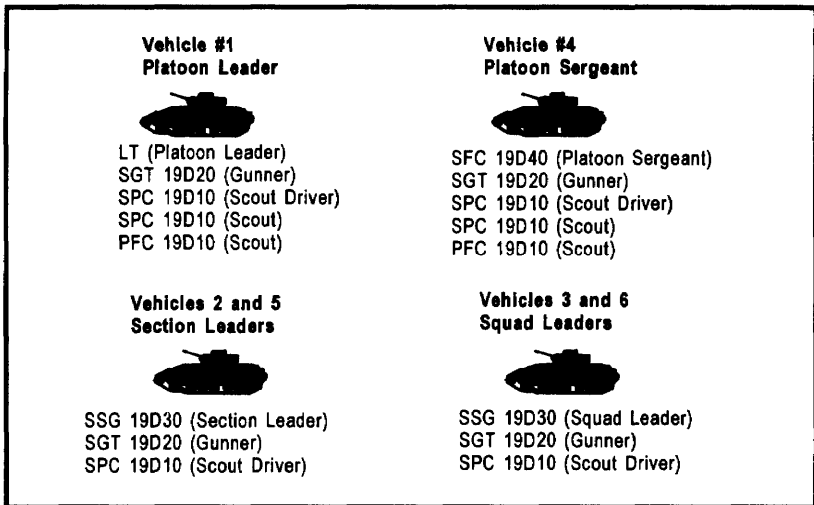 Vehicle #1
Platoon Leader
LT (Platoon Leader)
SGT 19D20 (Gunner)
SPC 19D10 (Scout Driver)
SPC 19D10 (Scout)
PFC 19D10 (Scout)
Vehicle #4
Platoon Sergeant
SFC 19D40 (Platoon Sergeant)
SGT 19D20 (Gunner)
SPC 19D10 (Scout Driver)
SPC 19D10 (Scout)
PFC 19D10 (Scout)
Vehicles 2 and 5
Section Leaders
SSG 19D30 (Section Leader)
SGT 19D20 (Gunner)
SPC 19D10 (Scout Driver)
Vehicles 3 and 6
Squad Leaders
SSG 19D30 (Squad Leader)
SGT 19D20 (Gunner)
SPC 19D10 (Scout Driver)